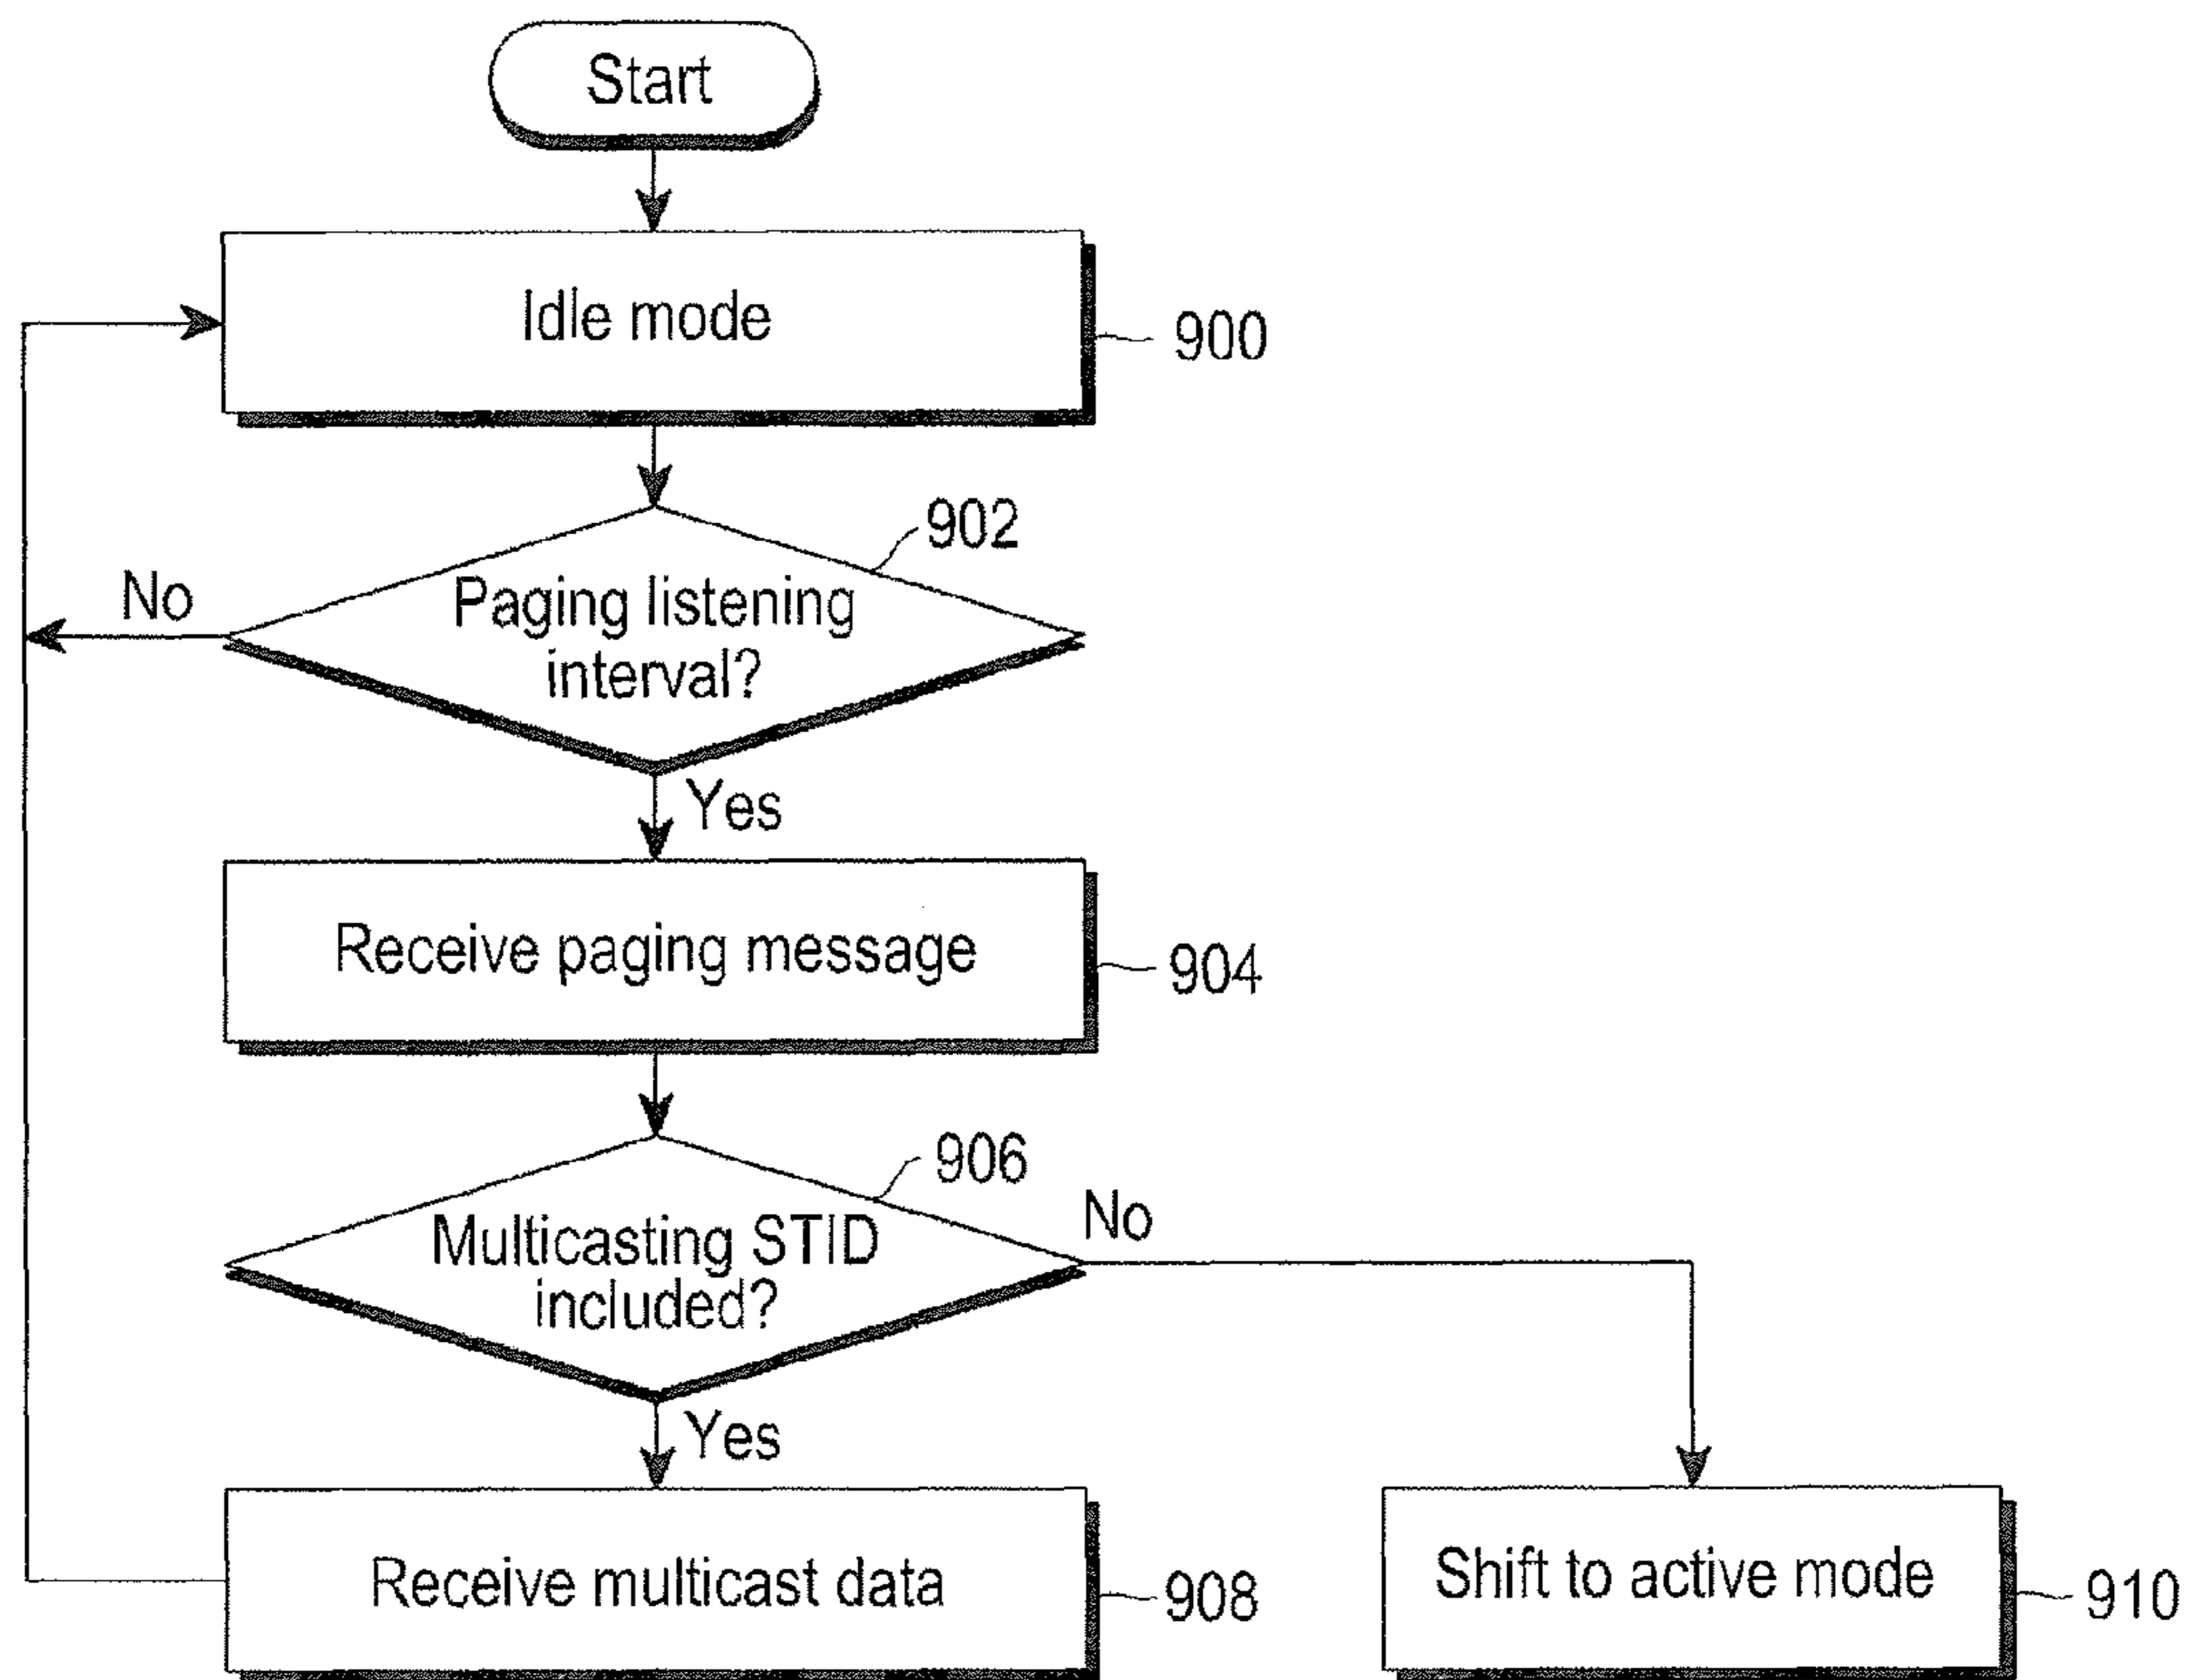 Start
Idle mode
900
902
No
Paging listening
interval?
Yes
Receive paging message
904
906
No
Multicasting STID
included?
Yes
Receive multicast data
908
Shift to active mode
910